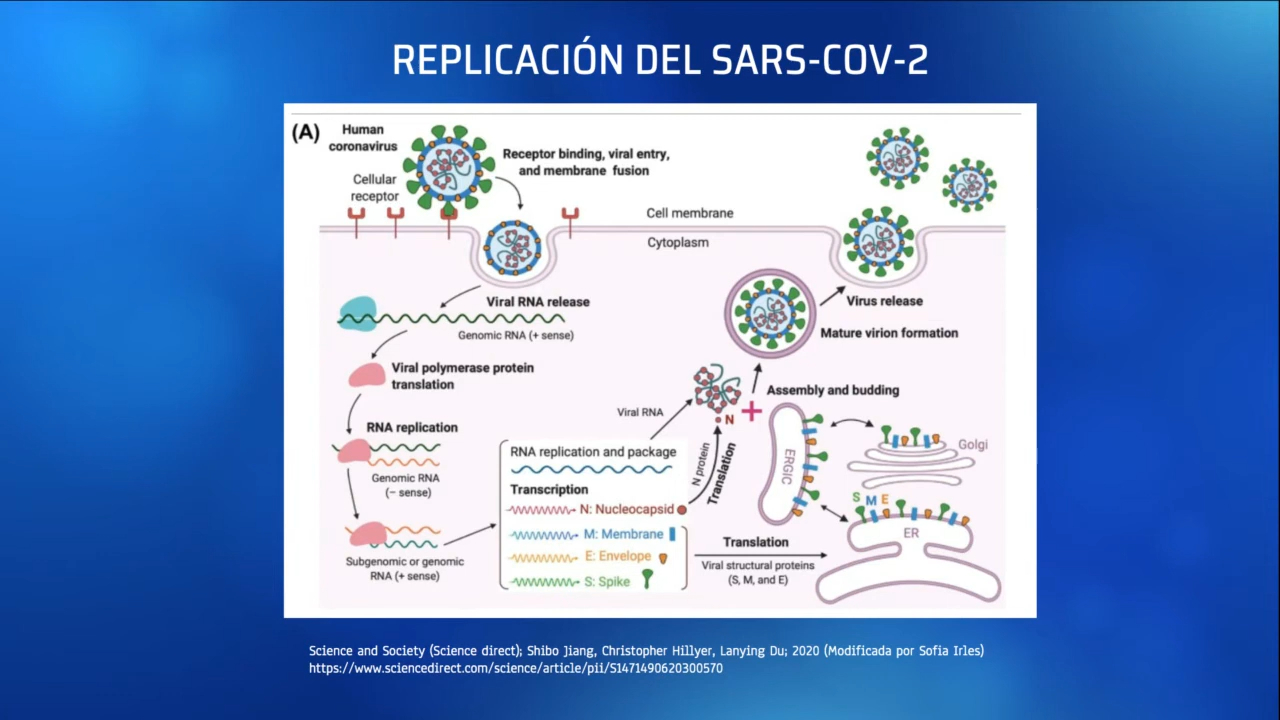 REPLICACIÓN DEL SARS-COV-2
(A)
Human
coronavirus
Cellular
receptor
Receptor binding, viral entry,
and membrane fusion
Cell membrane
Cytoplasm
Viral RNA release
Genomic RNA (+ sense)
Viral polymerase protein
translation
RNA replication
Genomic RNA
(− sense)
Subgenomic or genomic
RNA (+ sense)
RNA replication and package
Transcription
N: Nucleocapsid
M: Membrane
E: Envelope
S: Spike
Viral RNA
N protein
Translation
N
+
Translation
Viral structural proteins
(S, M, and E)
Virus release
Mature virion formation
Assembly and budding
ERGIC
Golgi
S M E
ER
Science and Society (Science direct); Shibo Jiang, Christopher Hillyer, Lanying Du; 2020 (Modificada por Sofia Irles)
https://www.sciencedirect.com/science/article/pii/S1471490620300570